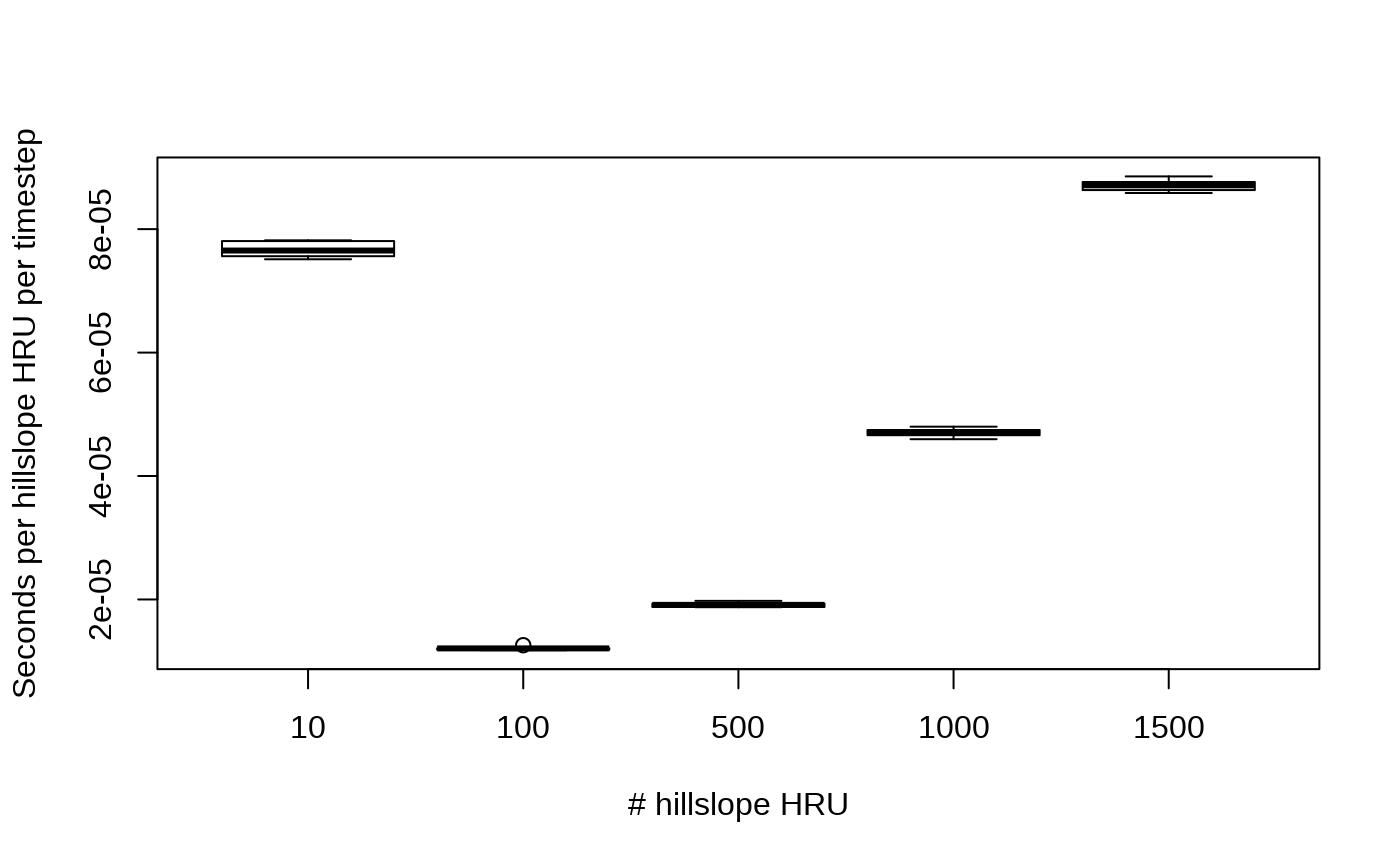 Seconds per hillslope HRU per timestep
8e-05
6e-05
4e-05
2e-05
10 100 500 1000 1500
# hillslope HRU